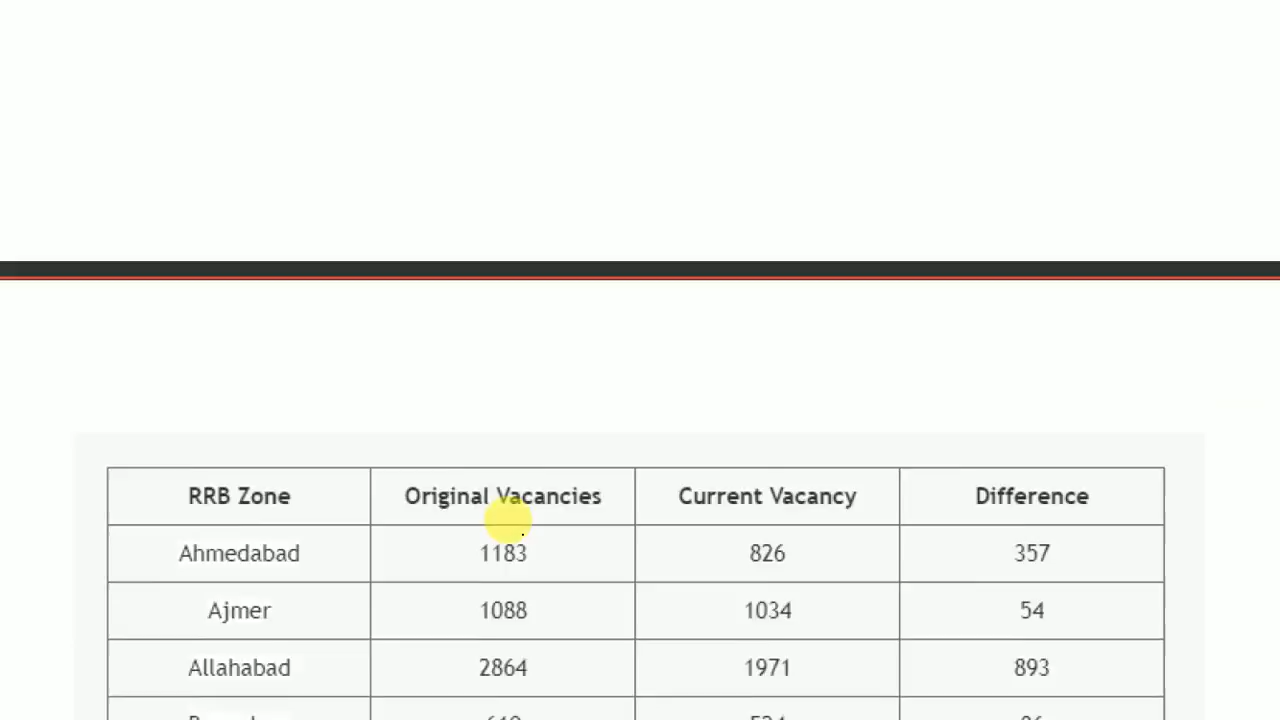 RRB Zone Original Vacancies Current Vacancy Difference
Ahmedabad 1183 826 357
Ajmer 1088 1034 54
Allahabad 2864 1971 893